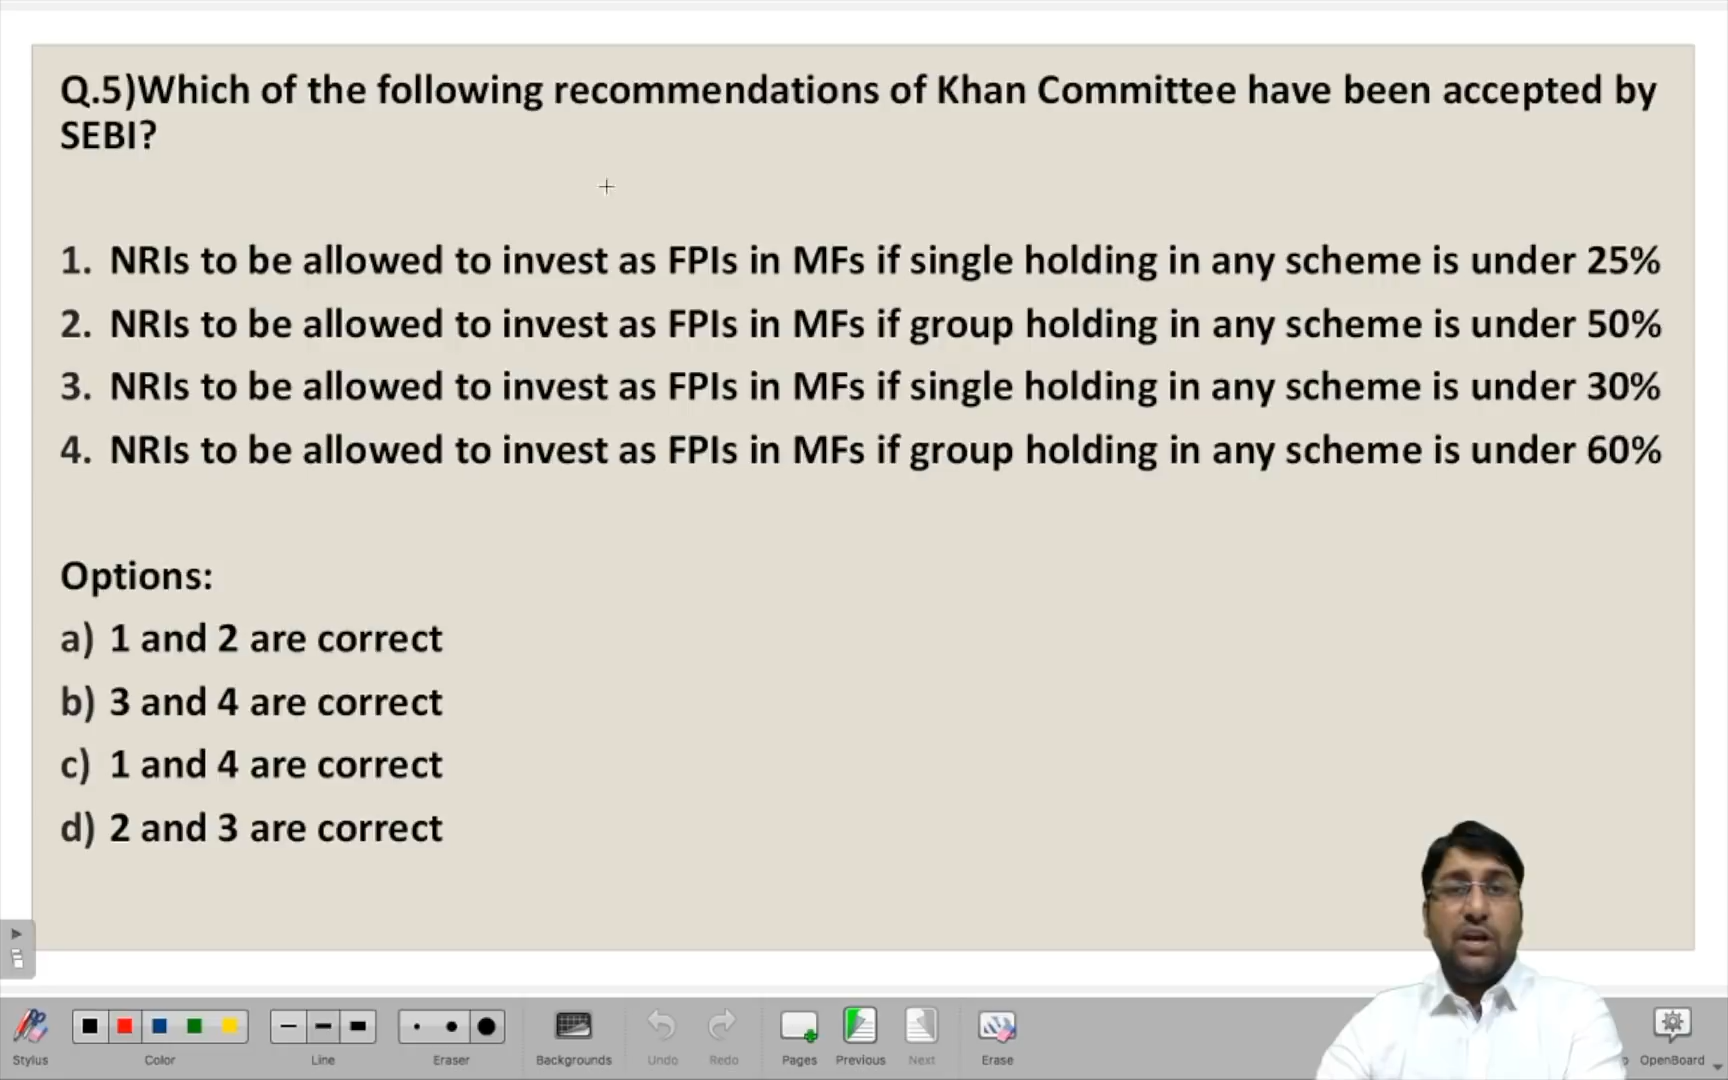 Q.5)Which of the following recommendations of Khan Committee have been accepted by
SEBI?
1. NRIs to be allowed to invest as FPIs in MFs if single holding in any scheme is under 25%
2. NRIs to be allowed to invest as FPIs in MFs if group holding in any scheme is under 50%
3. NRIs to be allowed to invest as FPIs in MFs if single holding in any scheme is under 30%
4. NRIs to be allowed to invest as FPIs in MFs if group holding in any scheme is under 60%
Options:
a) 1 and 2 are correct
b) 3 and 4 are correct
c) 1 and 4 are correct
d) 2 and 3 are correct
Stylus Color Line Eraser Backgrounds Undo Redo Pages Previous Next Erase OpenBoard